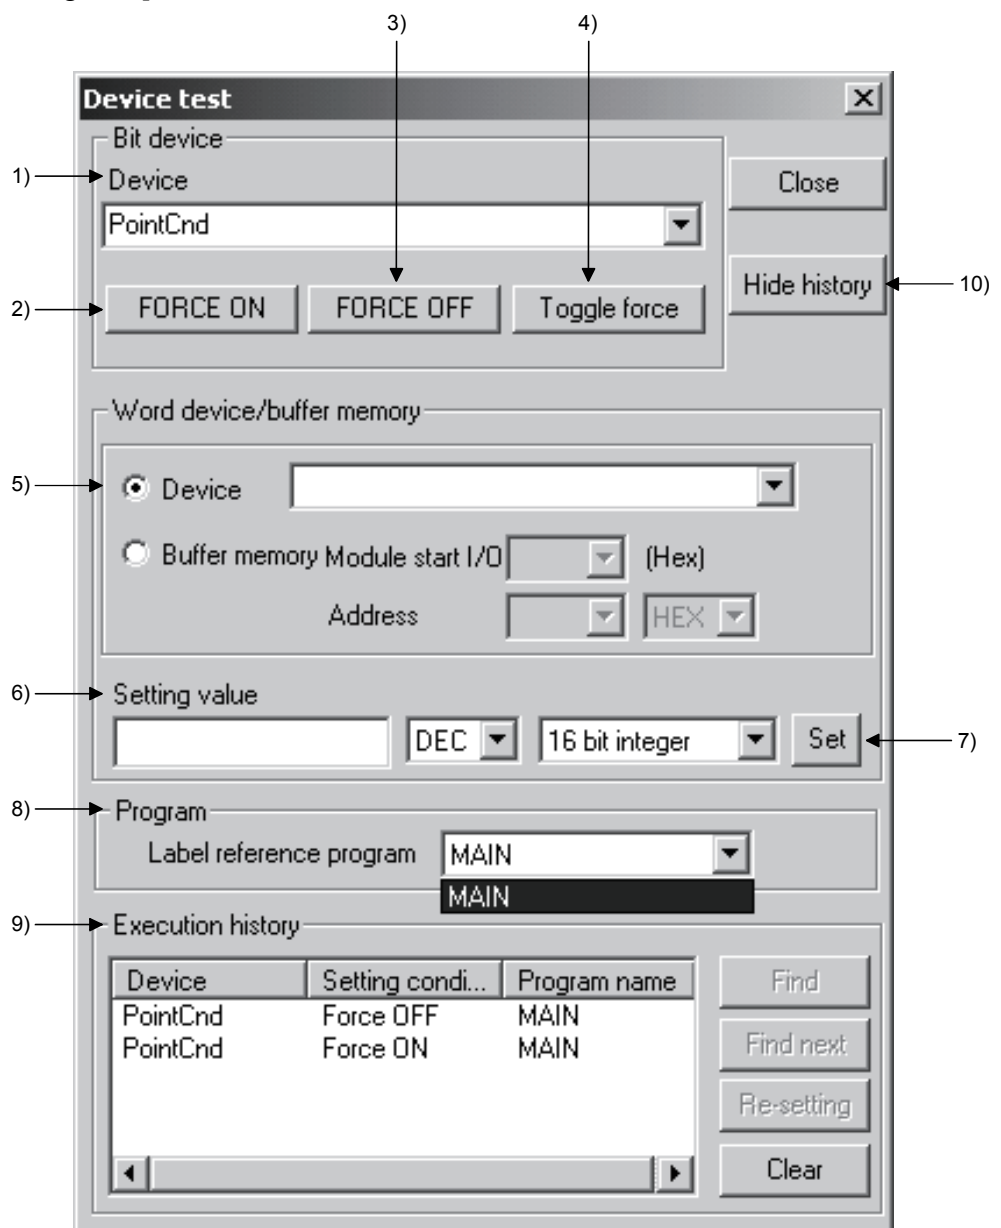 3)
4)
Device test
Bit device
1)
Device
Close
PointCnd
Hide history
10)
2)
FORCE ON
FORCE OFF
Toggle force
Word device/buffer memory
5)
Device
Buffer memory Module start I/O
(Hex)
Address
HEX
6)
Setting value
DEC
16 bit integer
Set
7)
8)
Program
Label reference program
MAIN
MAIN
9)
Execution history
Device
Setting condi...
Program name
Find
PointCnd
Force OFF
MAIN
PointCnd
Force ON
MAIN
Find next
Re-setting
Clear